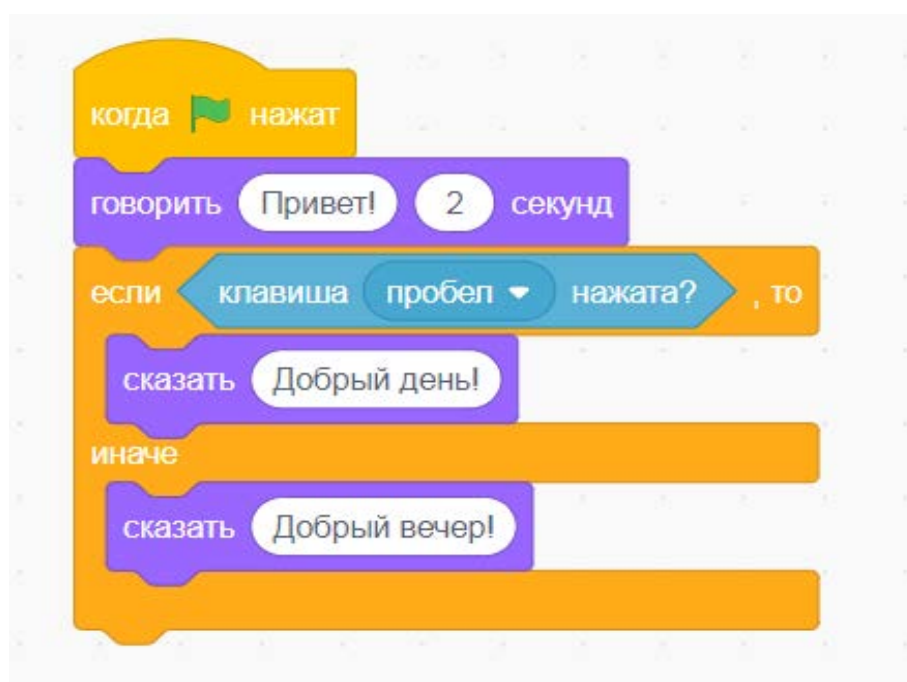 когда нажат
говорить Привет! 2 секунд
если клавиша пробел нажата? , то
сказать Добрый день!
иначе
сказать Добрый вечер!